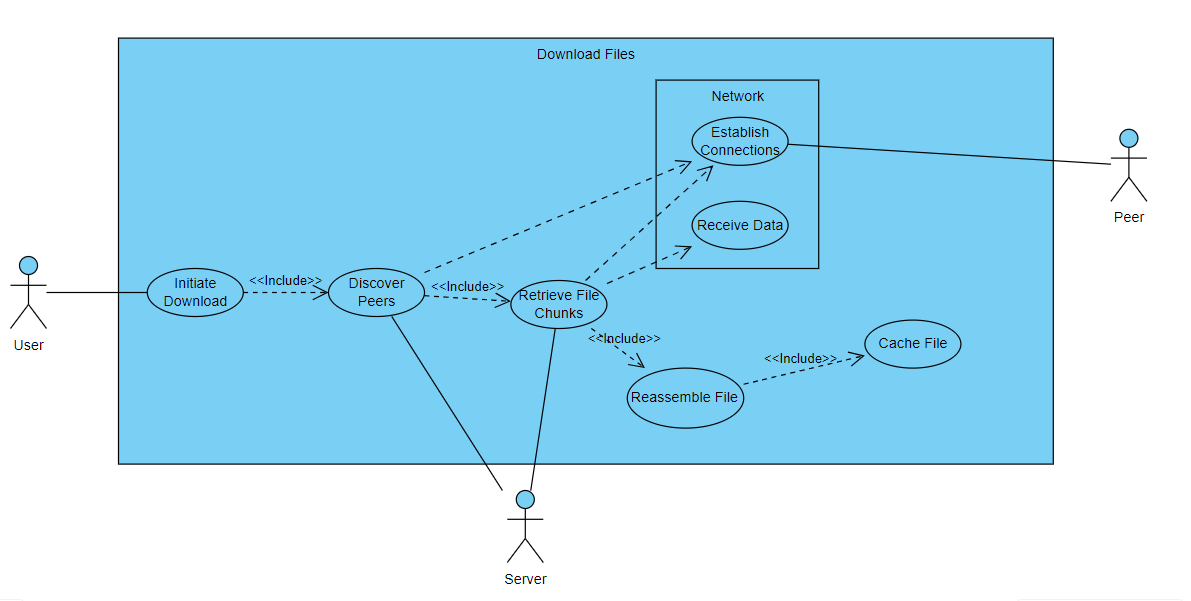 Download Files
Network
Establish
Connections
Peer
Receive Data
Initiate
Download
<<Include>>
Discover
Peers
<<Include>>
Retrieve File
Chunks
User
<<Include>>
Cache File
<<Include>>
Reassemble File
Server